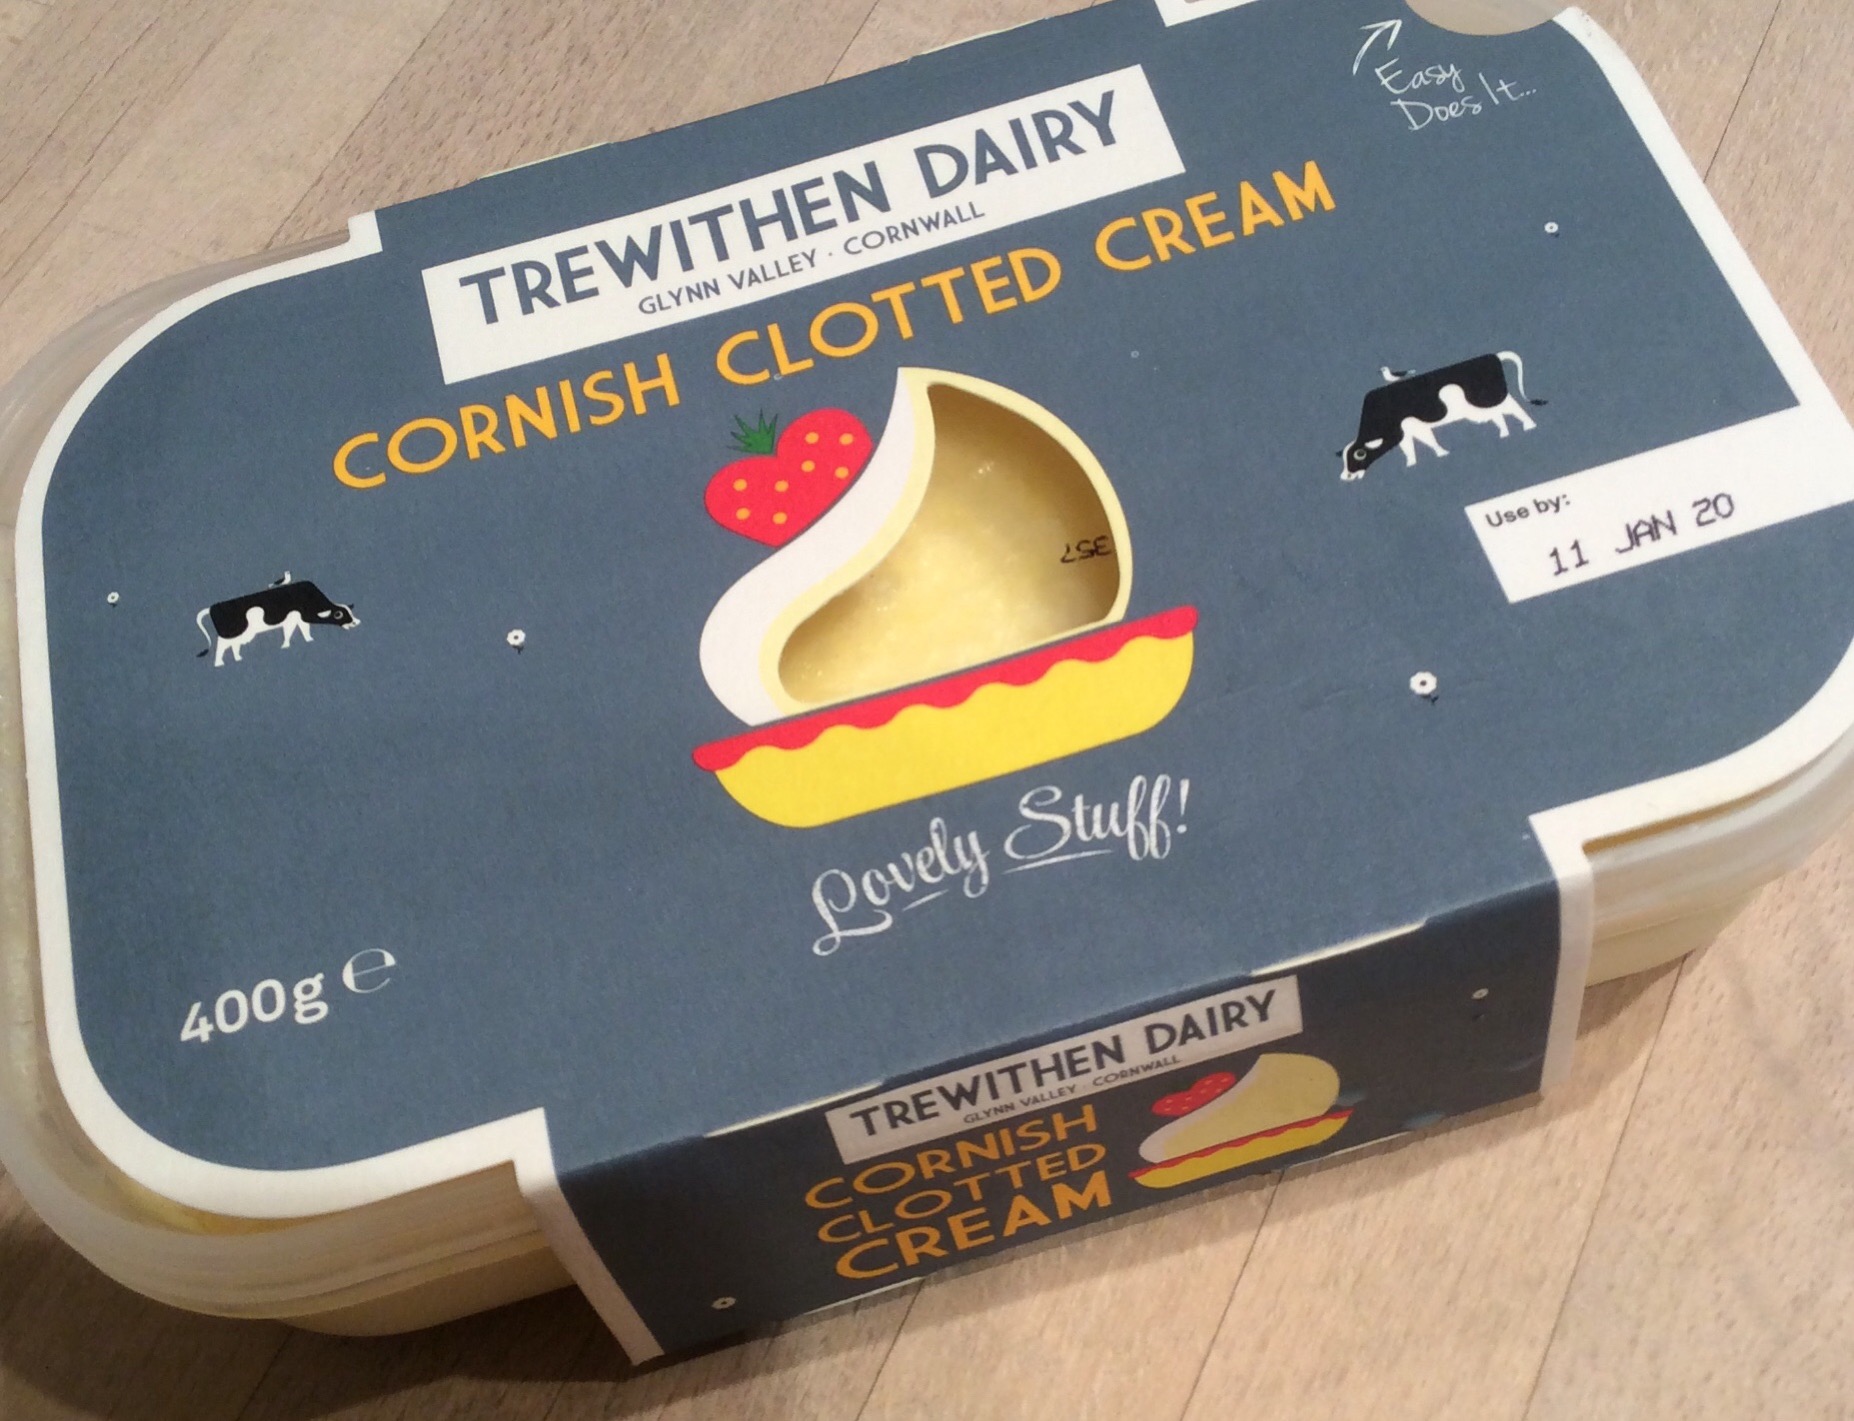 Easy
Does It...
TREWITHEN DAIRY
GLYNN VALLEY · CORNWALL
CORNISH CLOTTED CREAM
357
Use by:
11 JAN 20
Lovely Stuff!
400g ℮
TREWITHEN DAIRY
GLYNN VALLEY · CORNWALL
CORNISH
CLOTTED
CREAM